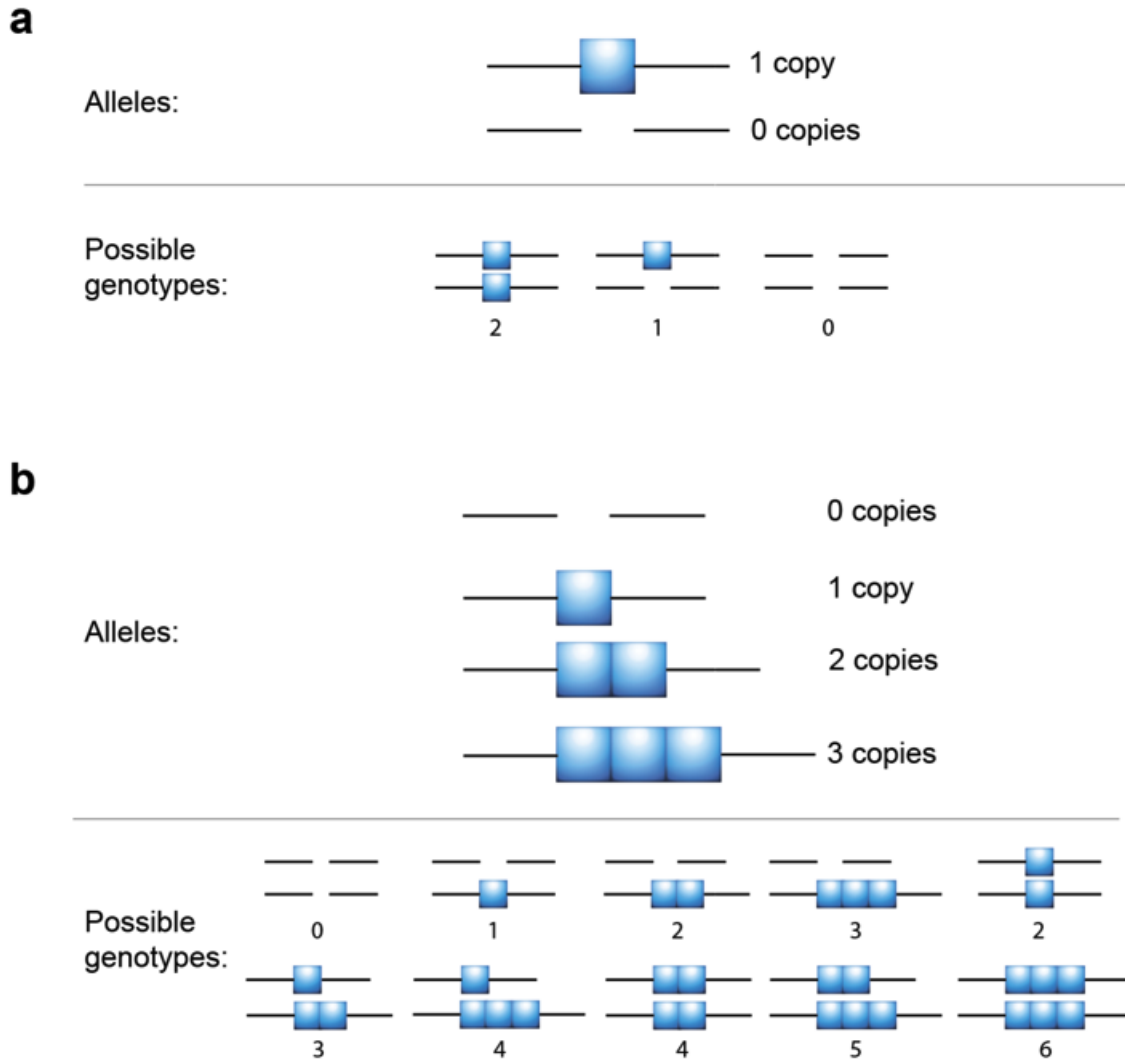 a
1 copy
Alleles:
0 copies
Possible
genotypes:
2 1 0
b
0 copies
1 copy
Alleles:
2 copies
3 copies
Possible
genotypes:
0 1 2 3 2
3 4 4 5 6